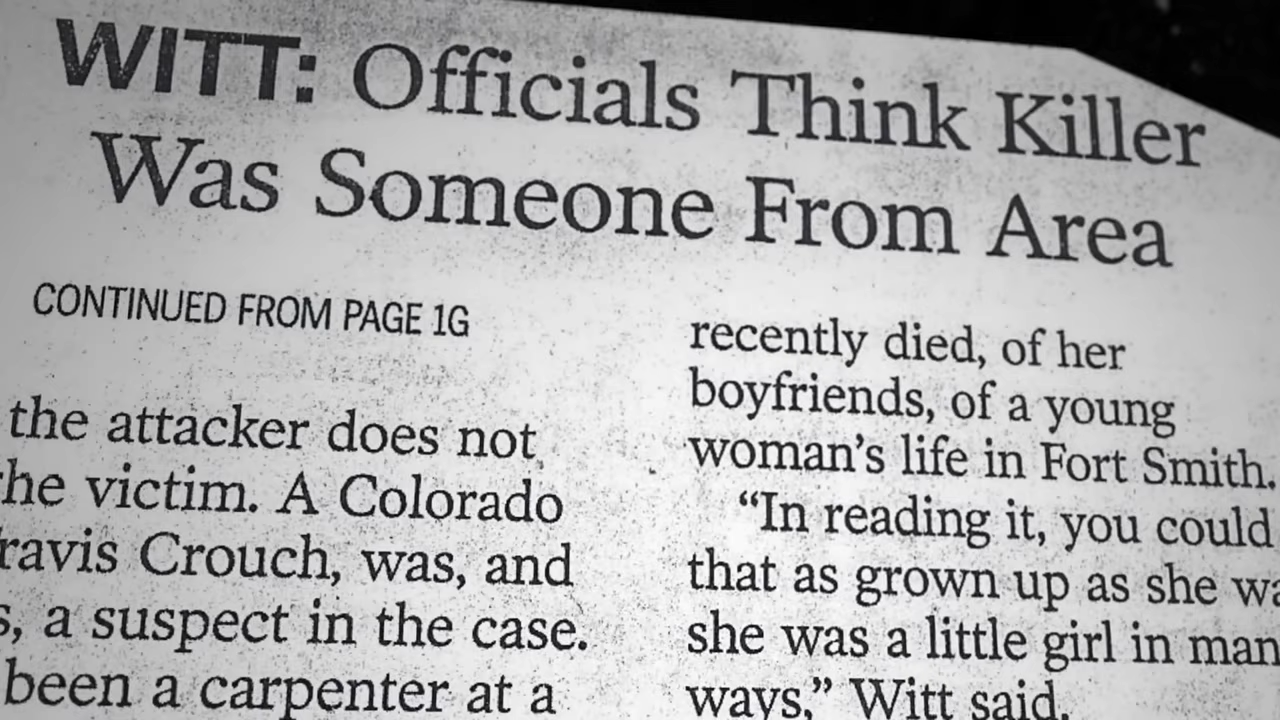 WITT: Officials Think Killer
Was Someone From Area
CONTINUED FROM PAGE 1G
the attacker does not
he victim. A Colorado
ravis Crouch, was, and
s, a suspect in the case.
been a carpenter at a
recently died, of her
boyfriends, of a young
woman's life in Fort Smith.
“In reading it, you could
that as grown up as she wa
she was a little girl in man
ways,” Witt said.